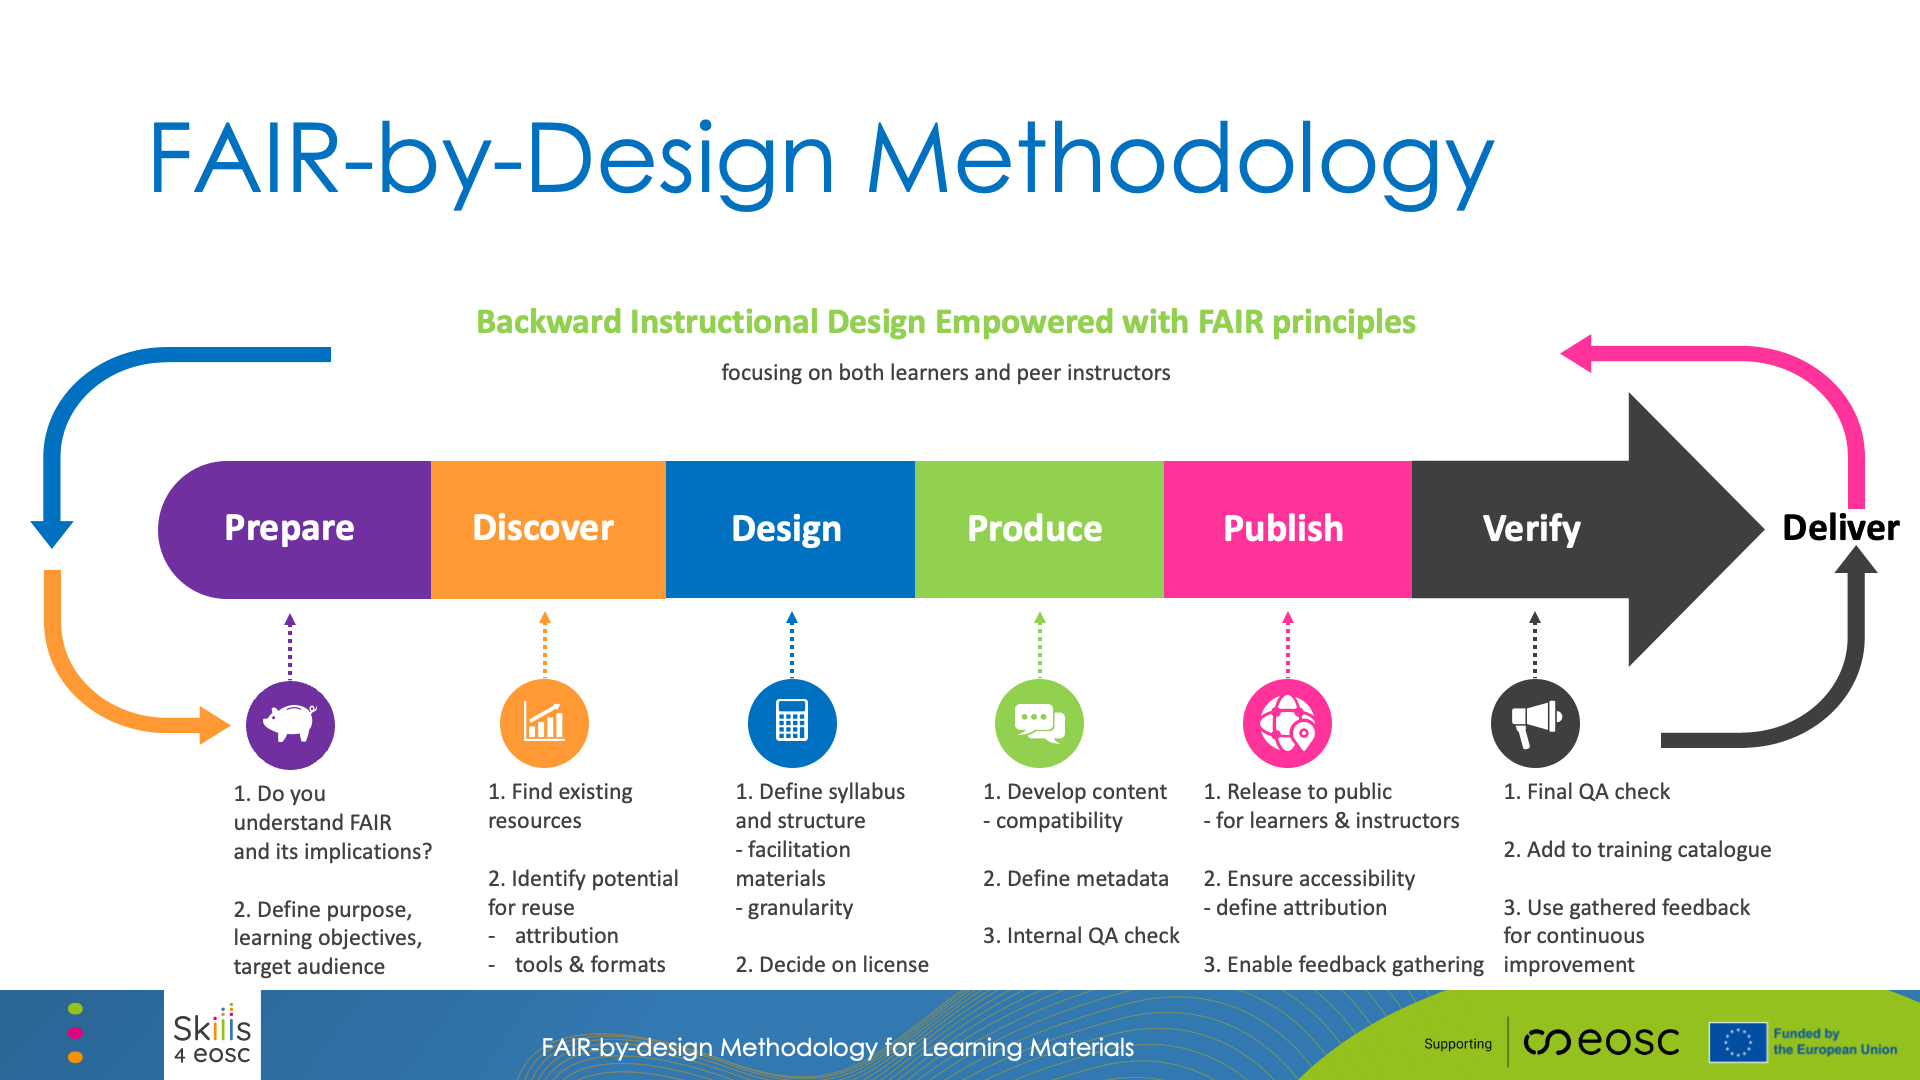 FAIR-by-Design Methodology
Backward Instructional Design Empowered with FAIR principles
focusing on both learners and peer instructors
Prepare
Discover
Design
Produce
Publish
Verify
Deliver
1. Do you
understand FAIR
and its implications?
2. Define purpose,
learning objectives,
target audience
1. Find existing
resources
2. Identify potential
for reuse
- attribution
- tools & formats
1. Define syllabus
and structure
- facilitation
materials
- granularity
2. Decide on license
1. Develop content
- compatibility
2. Define metadata
3. Internal QA check
1. Release to public
- for learners & instructors
2. Ensure accessibility
- define attribution
3. Enable feedback gathering
1. Final QA check
2. Add to training catalogue
3. Use gathered feedback
for continuous
improvement
Skills
4 eosc
FAIR-by-design Methodology for Learning Materials
Supporting
eosc
Funded by
the European Union